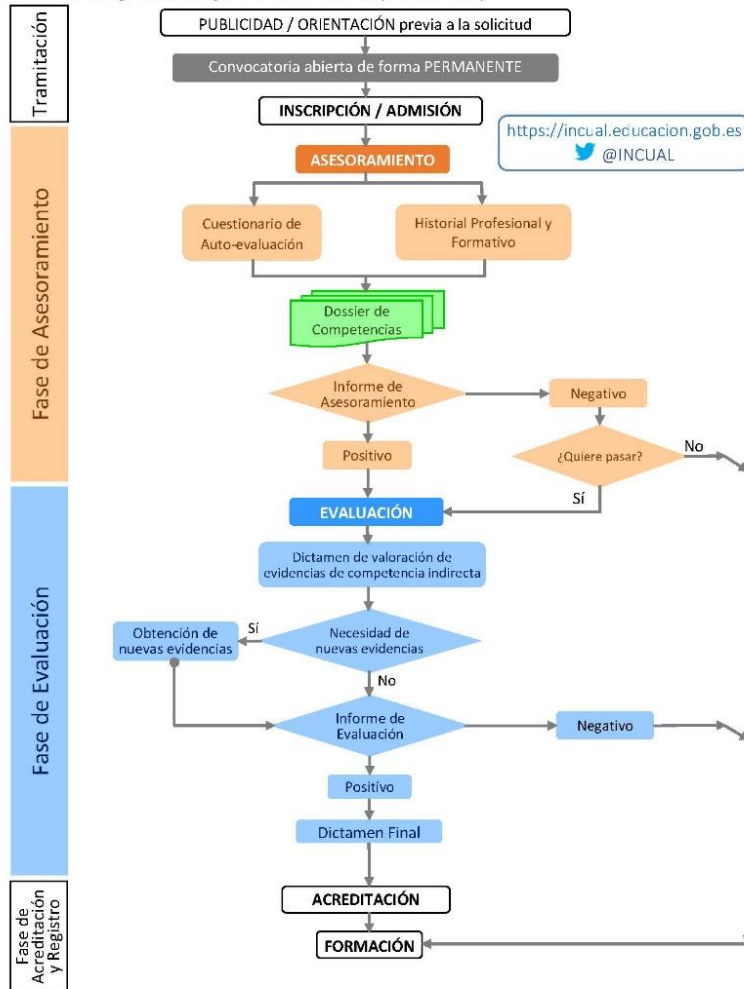 PUBLICIDAD / ORIENTACIÓN previa a la solicitud
Convocatoria abierta de forma PERMANENTE
INSCRIPCIÓN / ADMISIÓN
Tramitación
https://incual.educacion.gob.es
@INCUAL
ASESORAMIENTO
Cuestionario de
Auto-evaluación
Historial Profesional y
Formativo
Dossier de
Competencias
Informe de
Asesoramiento
Negativo
Positivo
¿Quiere pasar?
No
Sí
Fase de Asesoramiento
EVALUACIÓN
Dictamen de valoración de
evidencias de competencia indirecta
Necesidad de
nuevas evidencias
Sí
Obtención de
nuevas evidencias
No
Informe de
Evaluación
Negativo
Positivo
Dictamen Final
Fase de Evaluación
ACREDITACIÓN
FORMACIÓN
Fase de
Acreditación
y Registro